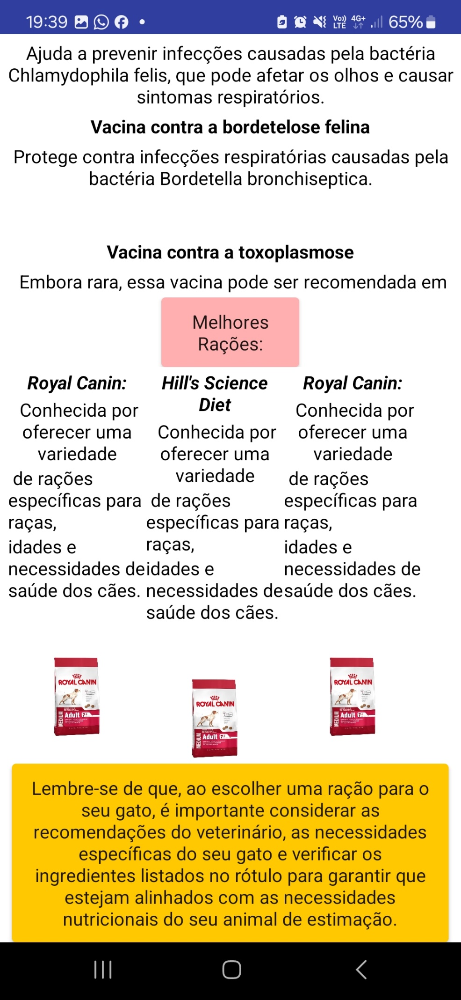 19:39
Vo))
LTE
4G+
65%
Ajuda a prevenir infecções causadas pela bactéria
Chlamydophila felis, que pode afetar os olhos e causar
sintomas respiratórios.
Vacina contra a bordetelose felina
Protege contra infecções respiratórias causadas pela
bactéria Bordetella bronchiseptica.
Vacina contra a toxoplasmose
Embora rara, essa vacina pode ser recomendada em
Melhores
Rações:
Royal Canin:
Conhecida por
oferecer uma
variedade
de rações
específicas para
raças,
idades e
necessidades de
saúde dos cães.
Hill's Science
Diet
Conhecida por
oferecer uma
variedade
de rações
específicas para
raças,
idades e
necessidades de
saúde dos cães.
Royal Canin:
Conhecida por
oferecer uma
variedade
de rações
específicas para
raças,
idades e
necessidades de
saúde dos cães.
ROYAL CANIN
MEDIUM
Adult 7+
ROYAL CANIN
MEDIUM
Adult 7+
ROYAL CANIN
MEDIUM
Adult 7+
Lembre-se de que, ao escolher uma ração para o
seu gato, é importante considerar as
recomendações do veterinário, as necessidades
específicas do seu gato e verificar os
ingredientes listados no rótulo para garantir que
estejam alinhados com as necessidades
nutricionais do seu animal de estimação.